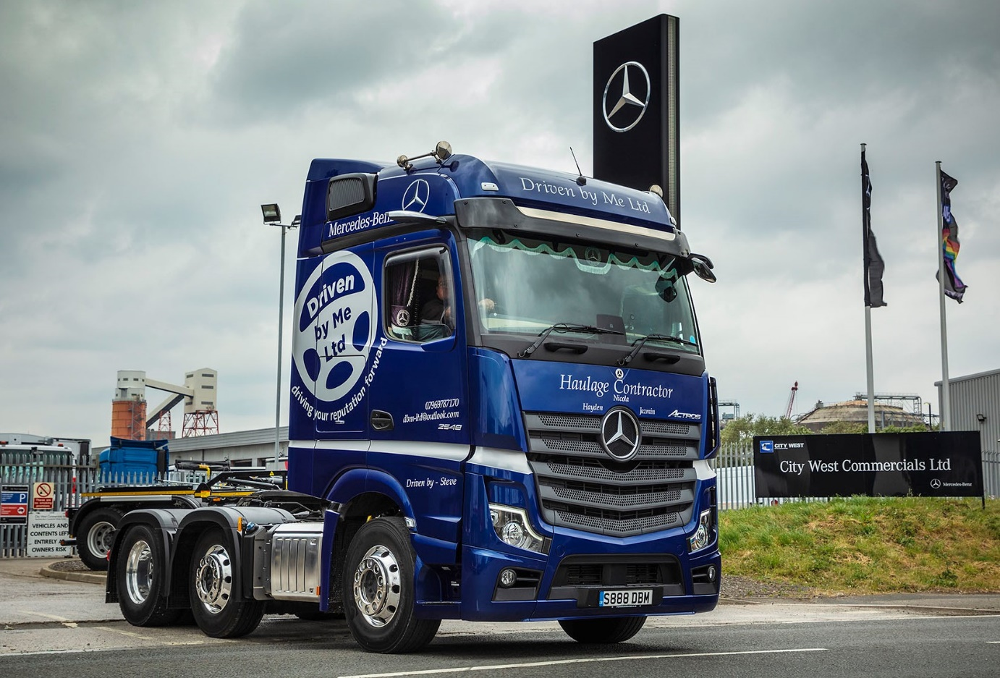 Driven by Me Ltd
Mercedes-Ben
Driven
by Me
Ltd
driving your reputation forward
07969787170
dbm-ltd@outlook.com
2548
Driven by - Steve
Haulage Contractor
Nicola
Hayden
Jazmin
ACTROS
S888 DBM
CITY WEST
City West Commercials Ltd
Mercedes-Benz
P
VEHICLES AND
CONTENTS LEFT
ENTIRELY A
OWNERS RISK